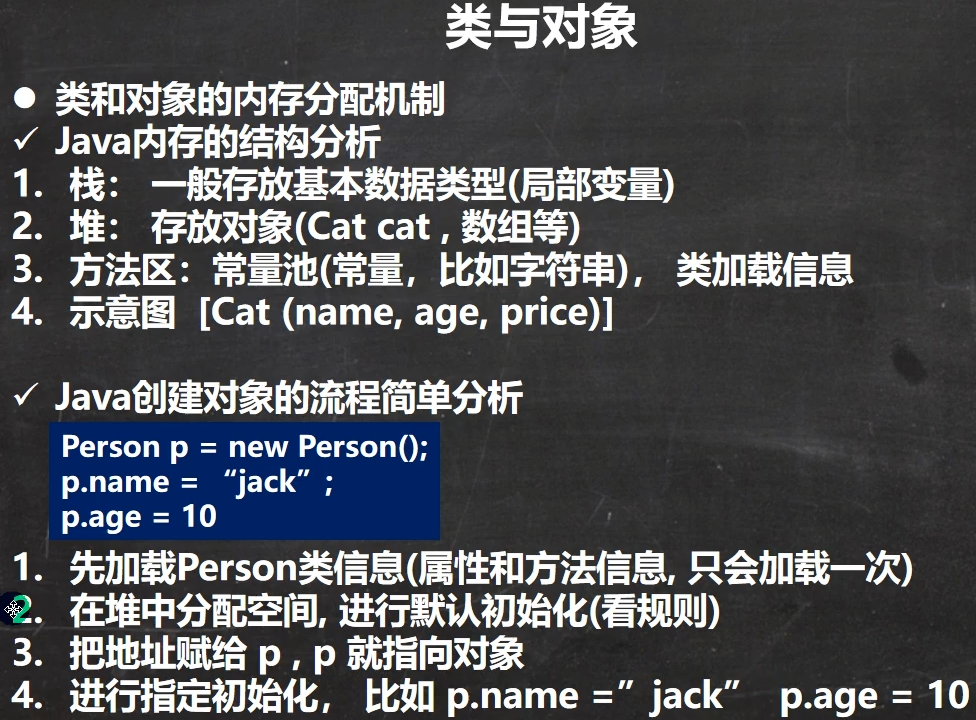 类与对象
● 类和对象的内存分配机制
✓ Java内存的结构分析
1. 栈： 一般存放基本数据类型(局部变量)
2. 堆： 存放对象(Cat cat , 数组等)
3. 方法区：常量池(常量，比如字符串)， 类加载信息
4. 示意图 [Cat (name, age, price)]
✓ Java创建对象的流程简单分析
Person p = new Person();
p.name = “jack”;
p.age = 10
1. 先加载Person类信息(属性和方法信息, 只会加载一次)
2. 在堆中分配空间, 进行默认初始化(看规则)
3. 把地址赋给 p , p 就指向对象
4. 进行指定初始化， 比如 p.name =”jack” p.age = 10